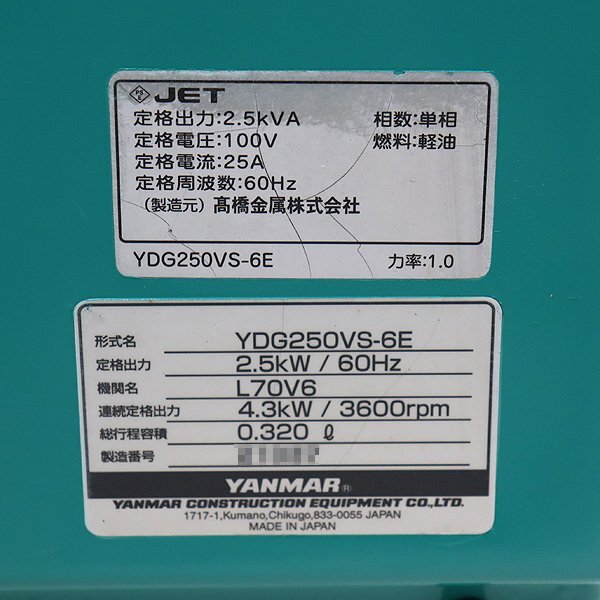 PS E JET
定格出力:2.5kVA 相数:単相
定格電圧:100V 燃料:軽油
定格電流:25A
定格周波数:60Hz
(製造元) 髙橋金属株式会社
YDG250VS-6E 力率:1.0
形式名 YDG250VS-6E
定格出力 2.5kW / 60Hz
機関名 L70V6
連続定格出力 4.3kW / 3600rpm
総行程容積 0.320 ℓ
製造番号
YANMAR (R)
YANMAR CONSTRUCTION EQUIPMENT CO.,LTD.
1717-1,Kumano,Chikugo,833-0055 JAPAN
MADE IN JAPAN